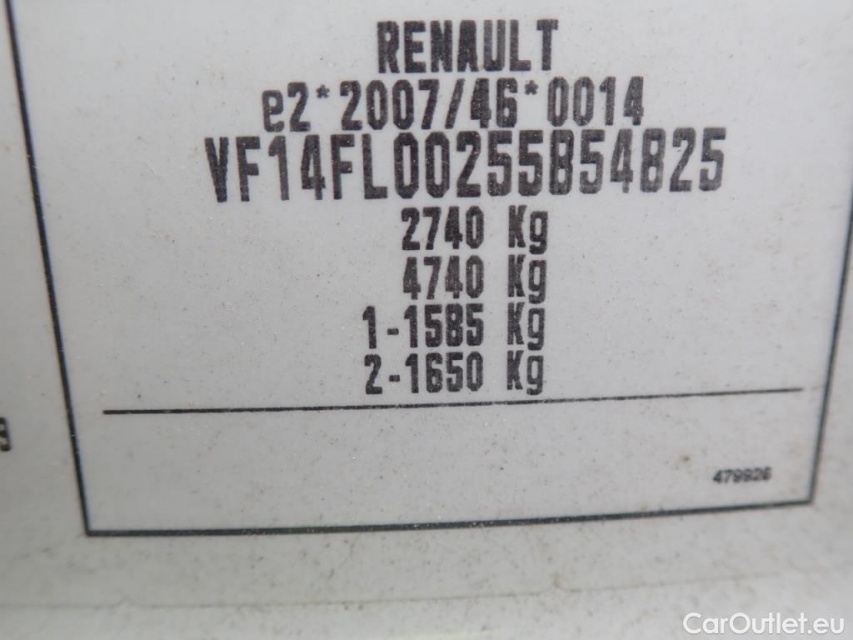 RENAULT
e2*2007/46*0014
VF14FL00255854825
2740 Kg
4740 Kg
1-1585 Kg
2-1650 Kg
479926
CarOutlet.eu